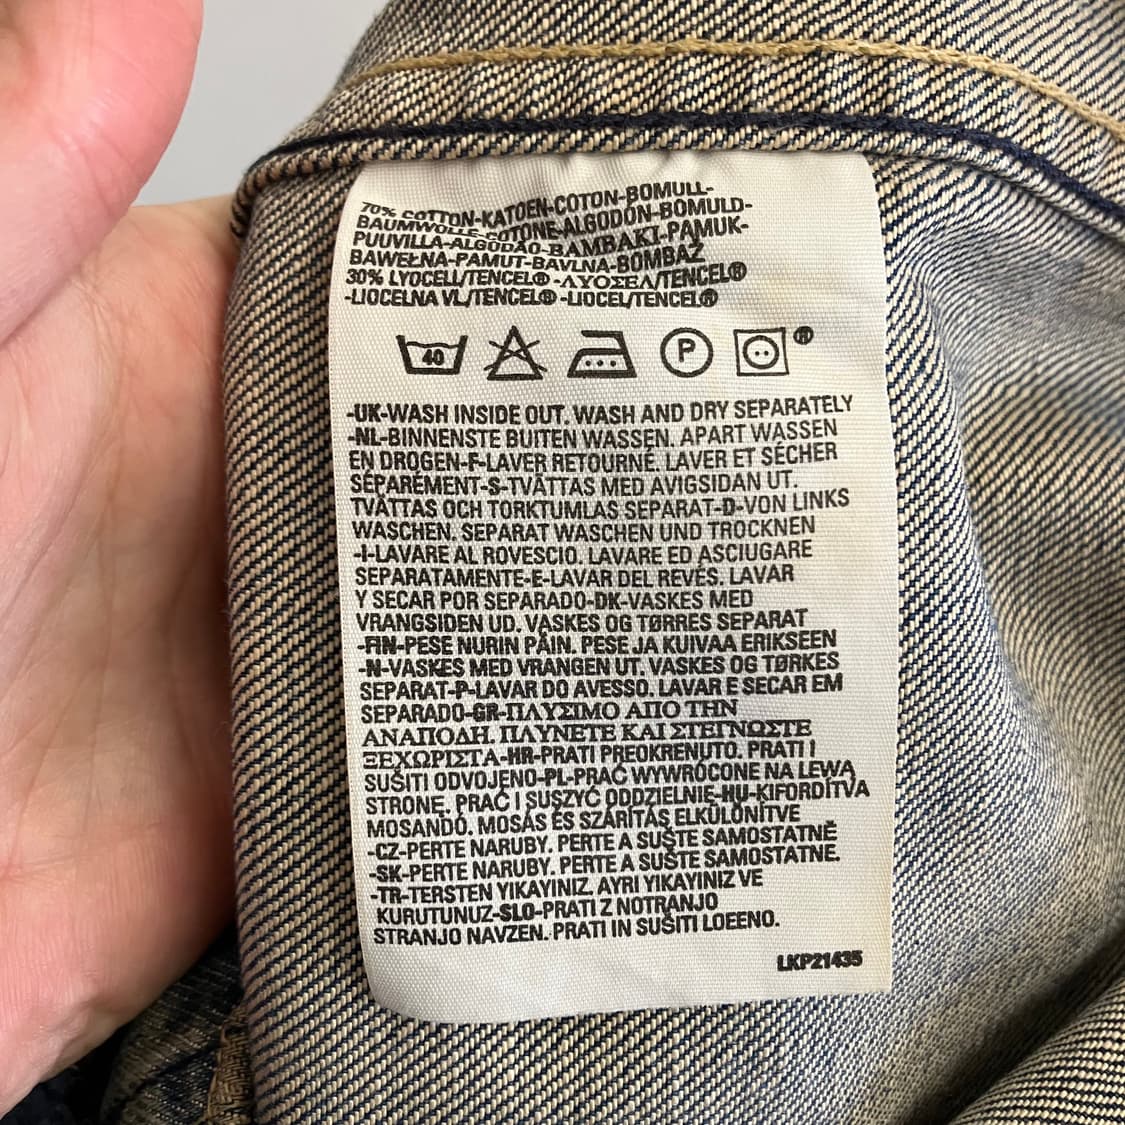 70% COTTON-KATOEN-COTON-BOMULL-
BAUMWOLLE-COTONE-ALGODÓN-BOMULD-
PUUVILLA-ALGODÃO-BAMBAKI-PAMUK-
BAWEŁNA-PAMUT-BAVLNA-BOMBAŽ
30% LYOCELL/TENCEL® -ΛΥΟΣΕΛ/TENCEL®
-LIOCELNA VL/TENCEL® -LIOCEL/TENCEL®
40 P ®
-UK-WASH INSIDE OUT. WASH AND DRY SEPARATELY
-NL-BINNENSTE BUITEN WASSEN. APART WASSEN
EN DROGEN-F-LAVER RETOURNÉ. LAVER ET SÉCHER
SÉPARÉMENT-S-TVÄTTAS MED AVIGSIDAN UT.
TVÄTTAS OCH TORKTUMLAS SEPARAT-D-VON LINKS
WASCHEN. SEPARAT WASCHEN UND TROCKNEN
-I-LAVARE AL ROVESCIO. LAVARE ED ASCIUGARE
SEPARATAMENTE-E-LAVAR DEL REVÉS. LAVAR
Y SECAR POR SEPARADO-DK-VASKES MED
VRANGSIDEN UD. VASKES OG TØRRES SEPARAT
-FIN-PESE NURIN PÄIN. PESE JA KUIVAA ERIKSEEN
-N-VASKES MED VRANGEN UT. VASKES OG TØRKES
SEPARAT-P-LAVAR DO AVESSO. LAVAR E SECAR EM
SEPARADO-GR-ΠΛΥΣΙΜΟ ΑΠΟ ΤΗΝ
ΑΝΑΠΟΔΗ. ΠΛΥΝΕΤΕ ΚΑΙ ΣΤΕΓΝΩΣΤΕ
ΞΕΧΩΡΙΣΤΑ-HR-PRATI PREOKRENUTO. PRATI I
SUŠITI ODVOJENO-PL-PRAĆ WYWRÓCONE NA LEWĄ
STRONĘ. PRAĆ I SUSZYĆ ODDZIELNIE-HU-KIFORDÍTVA
MOSANDÓ. MOSÁS ÉS SZÁRÍTÁS ELKÜLÖNÍTVE
-CZ-PERTE NARUBY. PERTE A SUŠTE SAMOSTATNĚ
-SK-PERTE NARUBY. PERTE A SUŠTE SAMOSTATNE.
-TR-TERSTEN YIKAYINIZ. AYRI YIKAYINIZ VE
KURUTUNUZ-SLO-PRATI Z NOTRANJO
STRANJO NAVZEN. PRATI IN SUŠITI LOEENO.
LKP21435